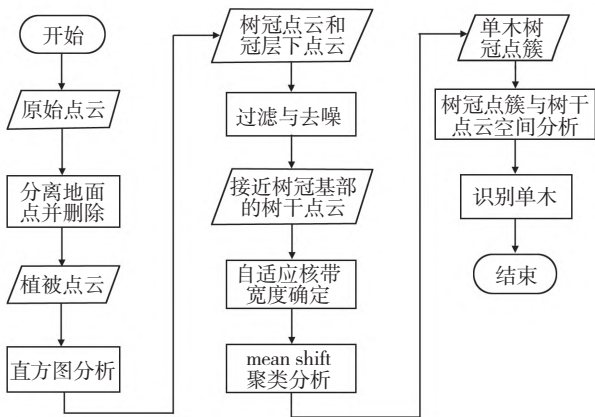 开始
原始点云
分离地面
点并删除
植被点云
直方图分析
树冠点云和
冠层下点云
过滤与去噪
接近树冠基部
的树干点云
自适应核带
宽度确定
mean shift
聚类分析
单木树
冠点簇
树冠点簇与树干
点云空间分析
识别单木
结束